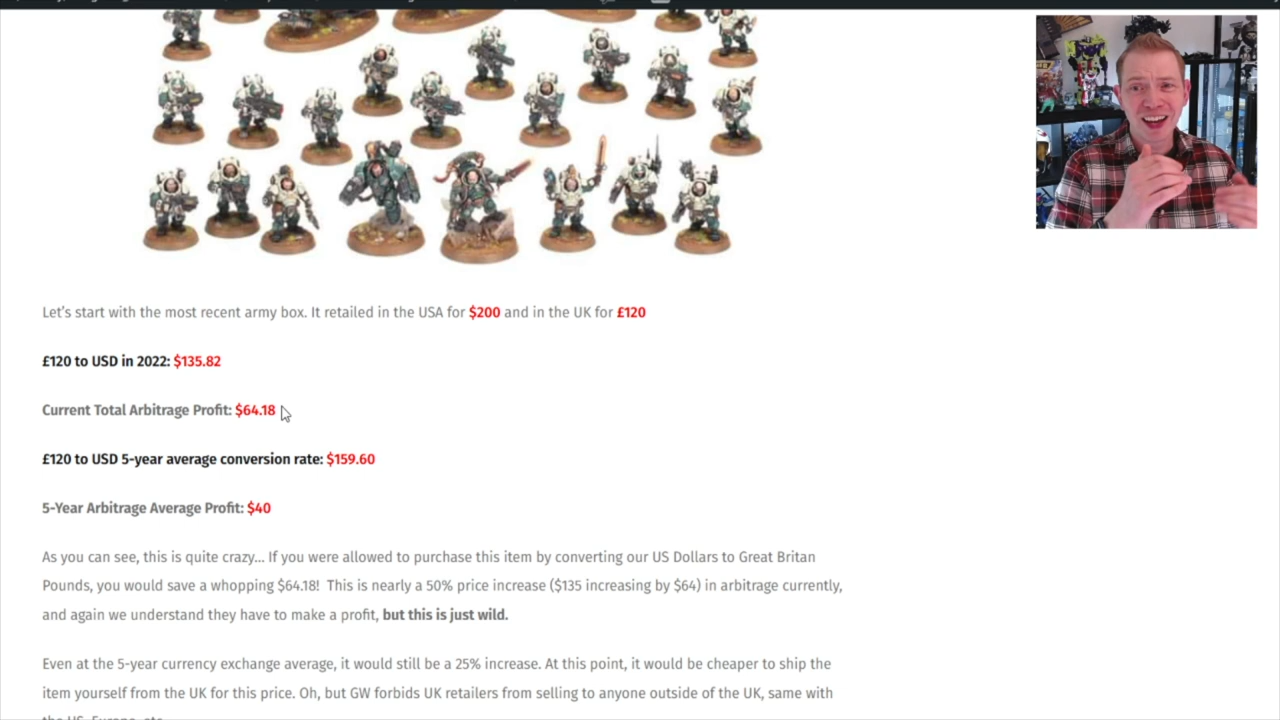 Let's start with the most recent army box. It retailed in the USA for $200 and in the UK for £120
£120 to USD in 2022: $135.82
Current Total Arbitrage Profit: $64.18
£120 to USD 5-year average conversion rate: $159.60
5-Year Arbitrage Average Profit: $40
As you can see, this is quite crazy... If you were allowed to purchase this item by converting our US Dollars to Great Britan
Pounds, you would save a whopping $64.18!  This is nearly a 50% price increase ($135 increasing by $64) in arbitrage currently,
and again we understand they have to make a profit, but this is just wild.
Even at the 5-year currency exchange average, it would still be a 25% increase. At this point, it would be cheaper to ship the
item yourself from the UK for this price. Oh, but GW forbids UK retailers from selling to anyone outside of the UK, same with
the US, Europe, etc.